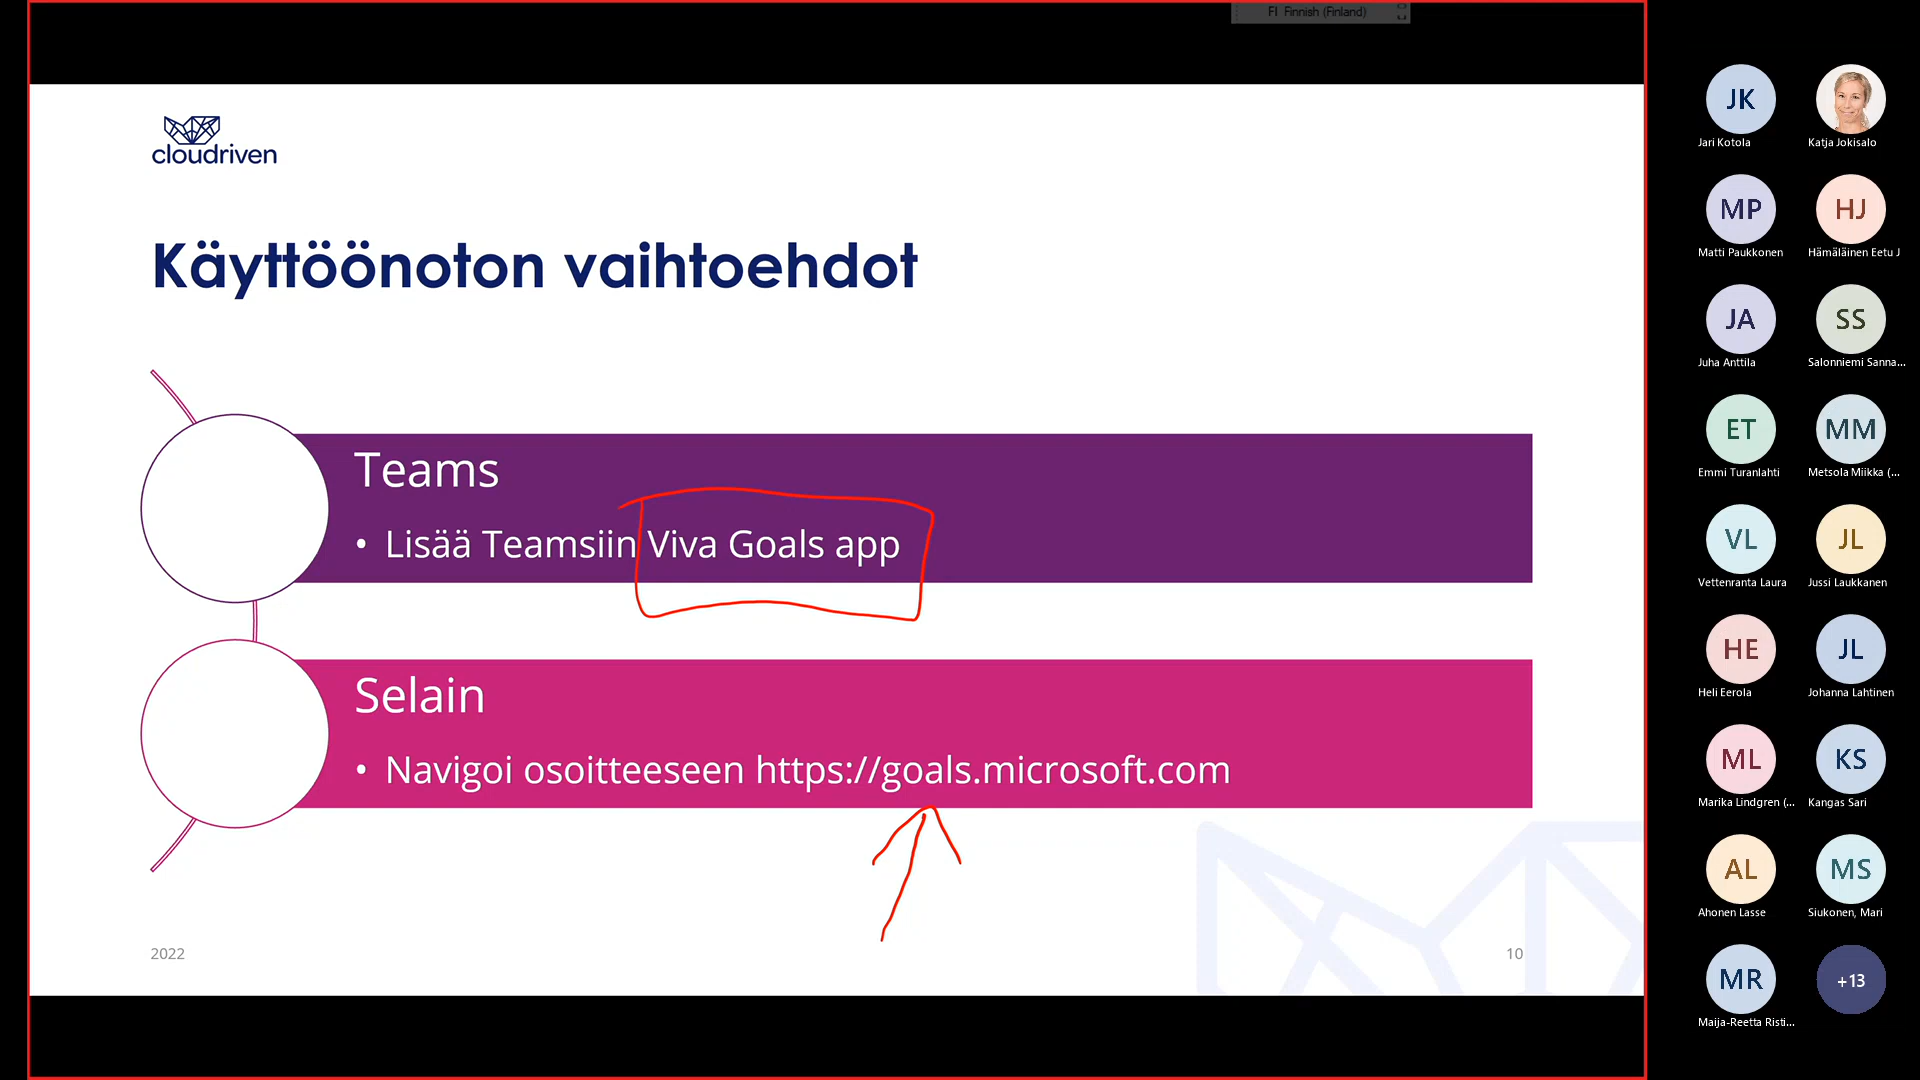 FI Finnish (Finland)
cloudriven
Käyttöönoton vaihtoehdot
Teams
• Lisää Teamsiin Viva Goals app
Selain
• Navigoi osoitteeseen https://goals.microsoft.com
2022
10
JK
Jari Kotola
Katja Jokisalo
MP
Matti Paukkonen
HJ
Hämäläinen Eetu J
JA
Juha Anttila
SS
Salonniemi Sanna...
ET
Emmi Turanlahti
MM
Metsola Miikka (...
VL
Vettenranta Laura
JL
Jussi Laukkanen
HE
Heli Eerola
JL
Johanna Lahtinen
ML
Marika Lindgren (...
KS
Kangas Sari
AL
Ahonen Lasse
MS
Siukonen, Mari
MR
Maija-Reetta Risti...
+13